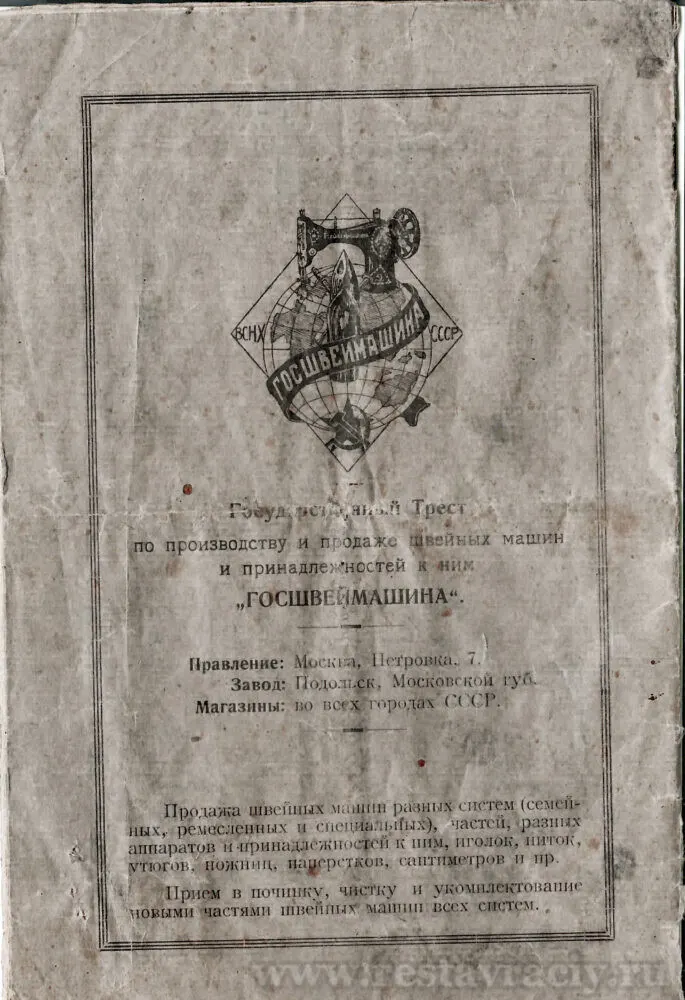 ВСНХ
СССР
ГОСШВЕЙМАШИНА
Государственный Трест
по производству и продаже швейных машин
и принадлежностей к ним
„ГОСШВЕЙМАШИНА“.
Правление: Москва, Петровка, 7.
Завод: Подольск, Московской губ.
Магазины: во всех городах СССР.
Продажа швейных машин разных систем (семей-
ных, ремесленных и специальных), частей, разных
аппаратов и принадлежностей к ним, иголок, ниток,
утюгов, ножниц, наперстков, сантиметров и пр.
Прием в починку, чистку и укомплектование
новыми частями швейных машин всех систем.
www.restavraciy.ru